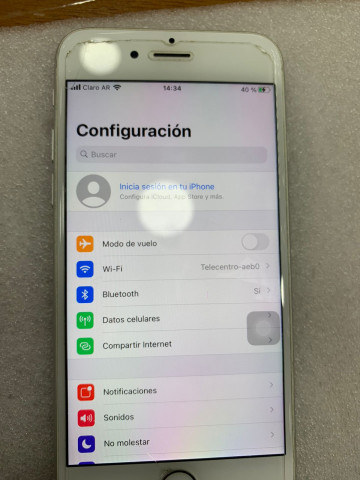 Claro AR 14:34 40 %
Configuración
Buscar
Inicia sesión en tu iPhone
Configura iCloud, App Store y más.
Modo de vuelo
Wi-Fi Telecentro-aeb0
Bluetooth Sí
Datos celulares
Compartir Internet
Notificaciones
Sonidos
No molestar